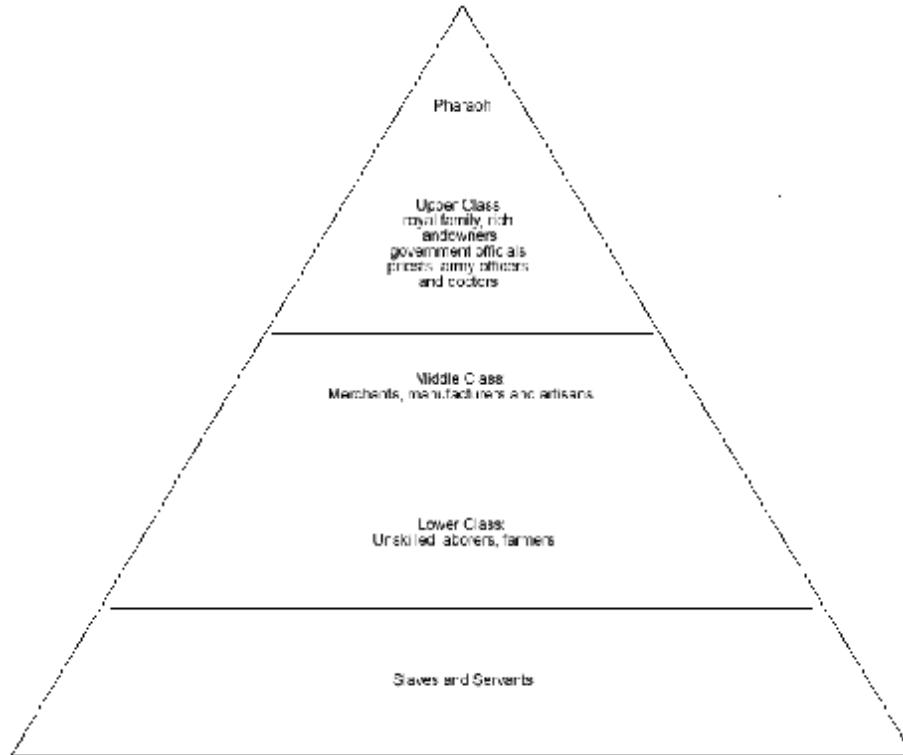 Pharaoh
Upper Class
royal family, rich
landowners
government officials
priests, army officers
and doctors
Middle Class:
Merchants, manufacturers and artisans
Lower Class:
Unskilled laborers, farmers
Slaves and Servants